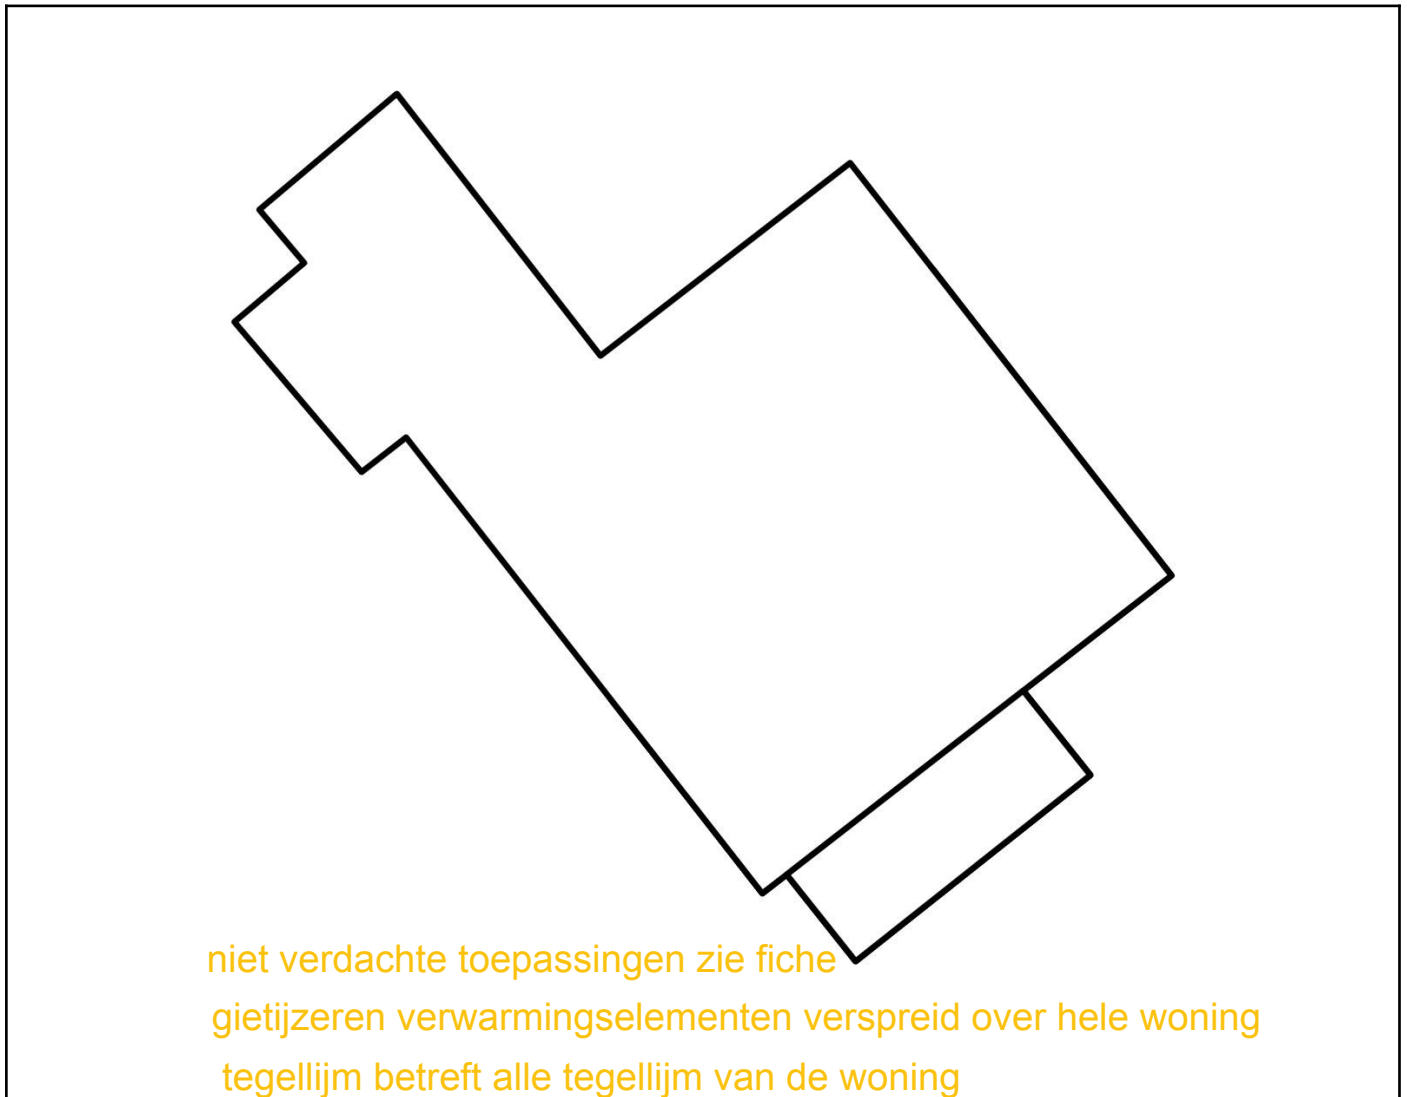 niet verdachte toepassingen zie fiche
gietijzeren verwarmingselementen verspreid over hele woning
tegellijm betreft alle tegellijm van de woning